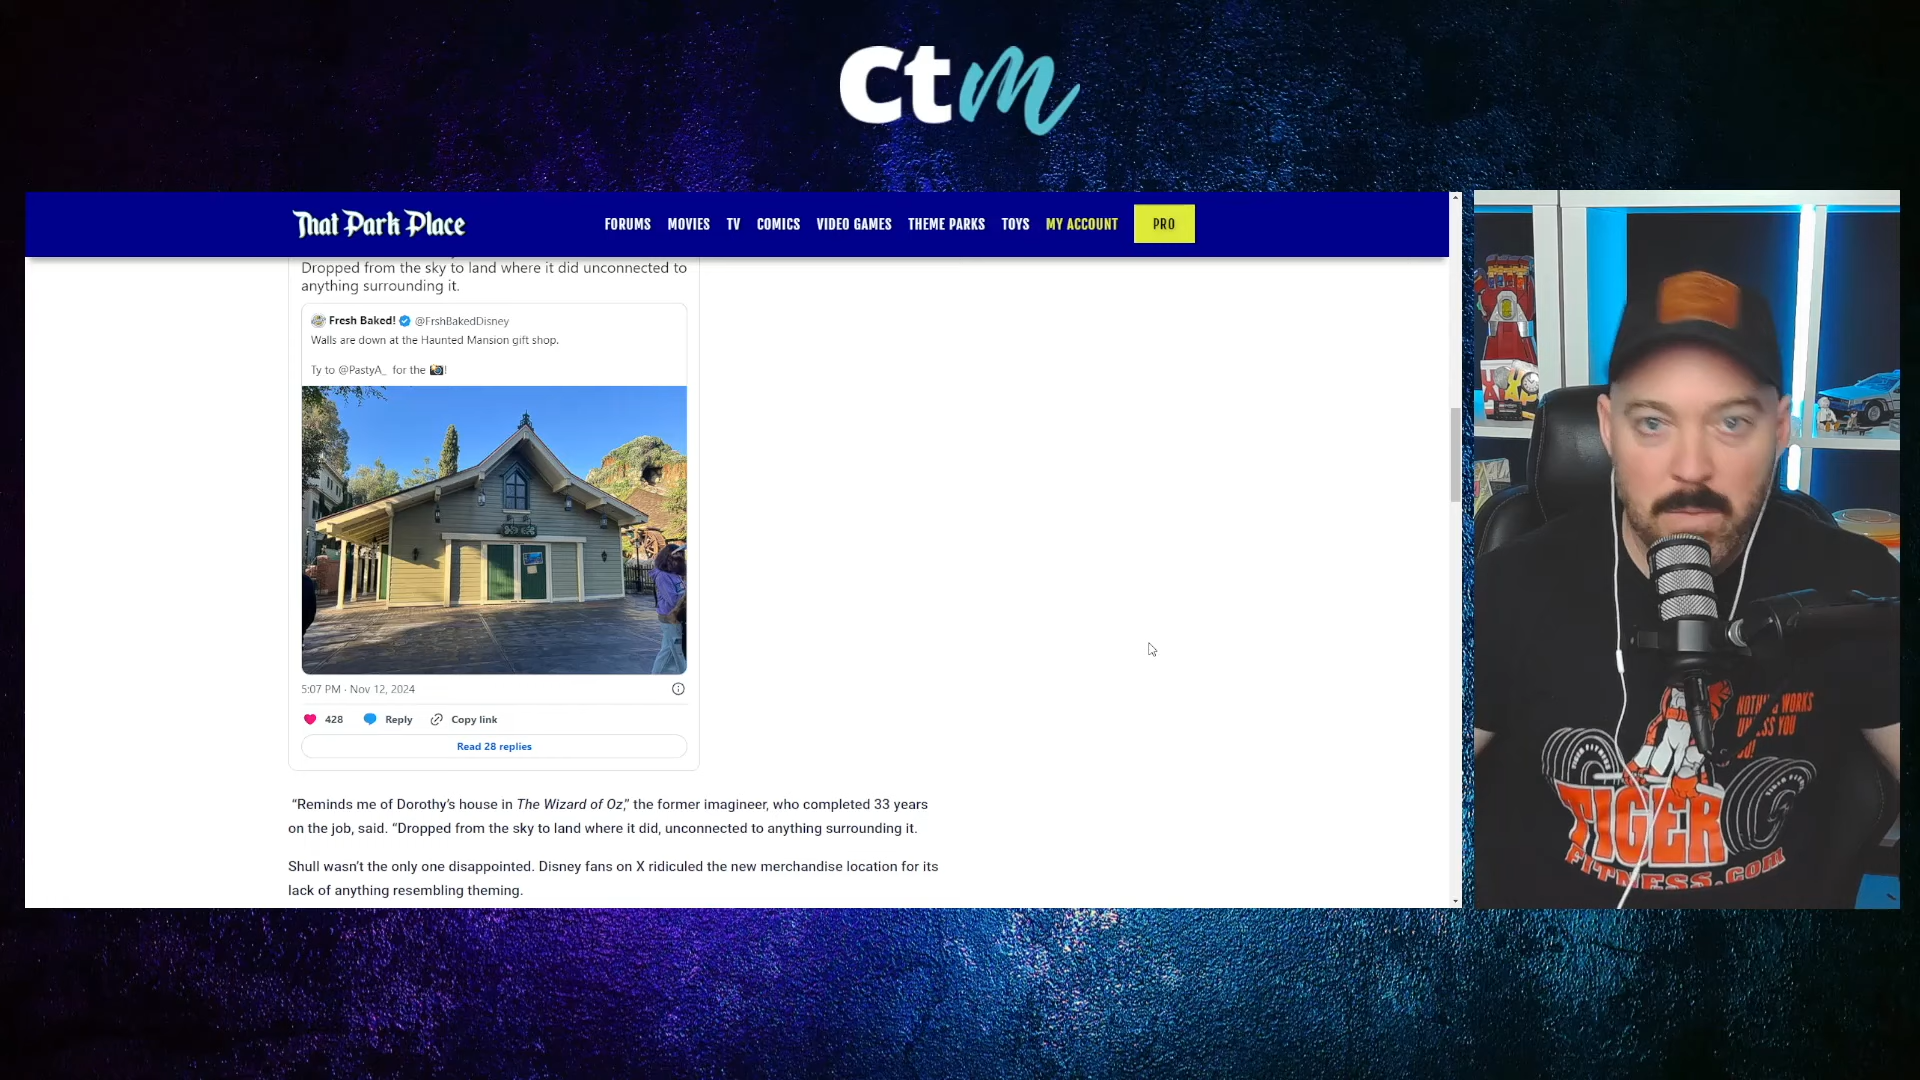 ctm
That Park Place
FORUMS MOVIES TV COMICS VIDEO GAMES THEME PARKS TOYS MY ACCOUNT PRO
Dropped from the sky to land where it did unconnected to
anything surrounding it.
Fresh Baked! @FrshBakedDisney
Walls are down at the Haunted Mansion gift shop.
Ty to @PastyA_ for the 📷!
5:07 PM · Nov 12, 2024
428 Reply Copy link
Read 28 replies
“Reminds me of Dorothy’s house in The Wizard of Oz,” the former imagineer, who completed 33 years
on the job, said. “Dropped from the sky to land where it did, unconnected to anything surrounding it.
Shull wasn’t the only one disappointed. Disney fans on X ridiculed the new merchandise location for its
lack of anything resembling theming.
WORKS
YOU
TIGER
FITNESS.COM